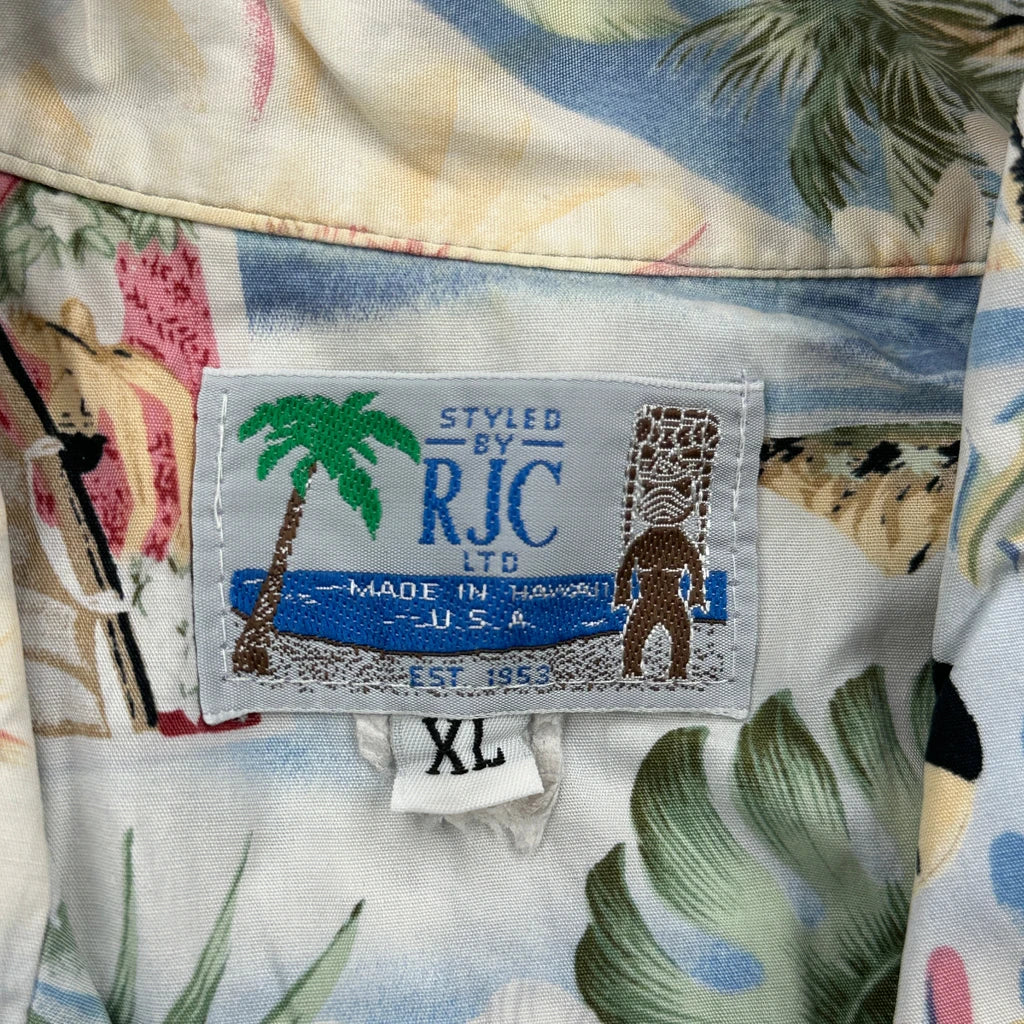 STYLED
BY
RJC
LTD
MADE IN HAWAII
U.S.A
EST 1953
XL